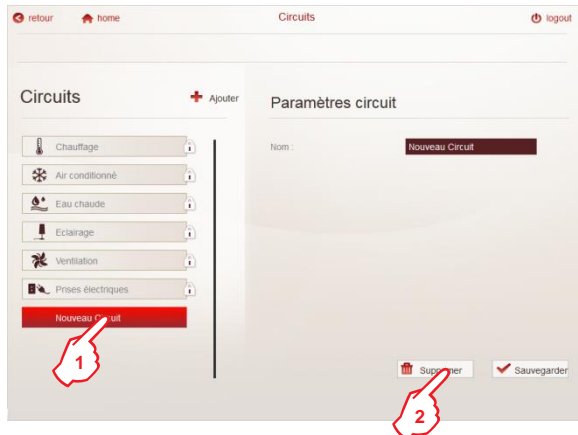 retour home Circuits logout
Circuits
Ajouter
Paramètres circuit
Chauffage
Nom :
Nouveau Circuit
Air conditionné
Eau chaude
Eclairage
Ventilation
Prises électriques
Nouveau
1
Sauvegarder
2